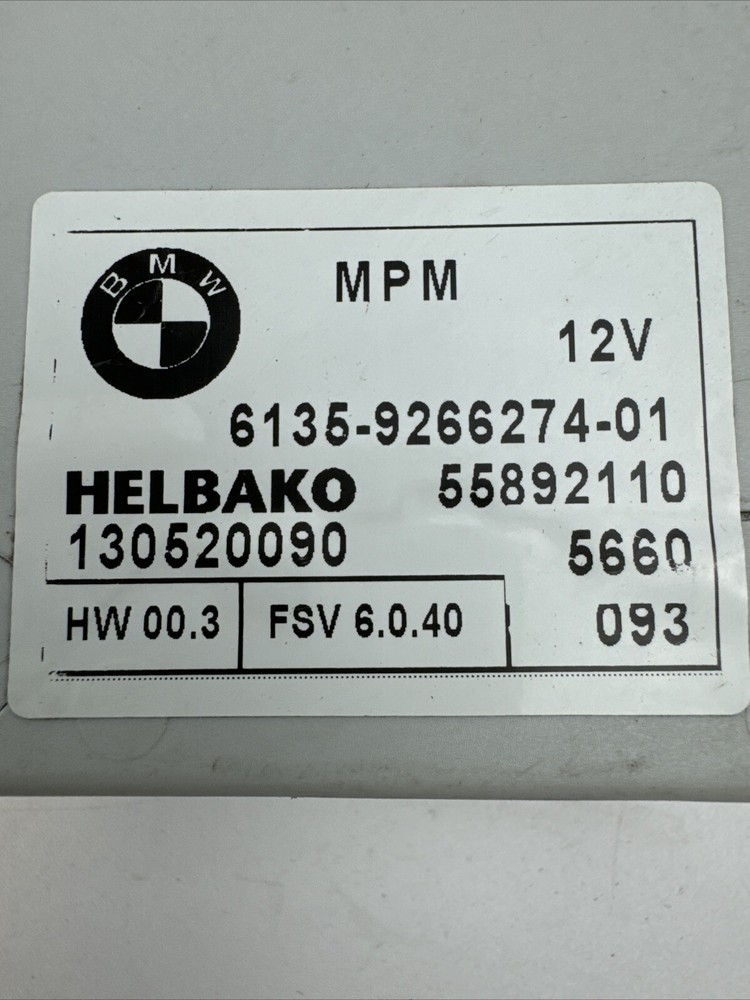 BMW
MPM
12V
6135-9266274-01
HELBAKO 55892110
130520090 5660
HW 00.3 FSV 6.0.40 093